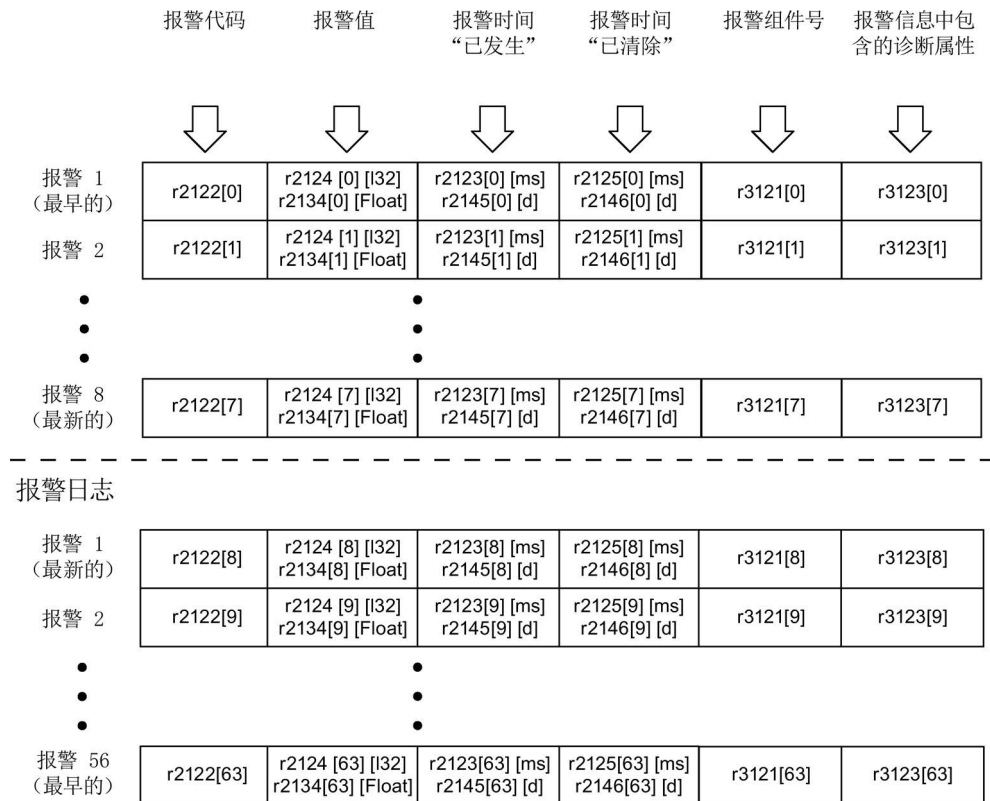 报警代码 报警值 报警时间 报警时间 报警组件号 报警信息中包
“已发生” “已清除” 含的诊断属性
报警 1 r2122[0] r2124 [0] [I32] r2123[0] [ms] r2125[0] [ms] r3121[0] r3123[0]
（最早的） r2134[0] [Float] r2145[0] [d] r2146[0] [d]
报警 2 r2122[1] r2124 [1] [I32] r2123[1] [ms] r2125[1] [ms] r3121[1] r3123[1]
r2134[1] [Float] r2145[1] [d] r2146[1] [d]
报警 8 r2122[7] r2124 [7] [I32] r2123[7] [ms] r2125[7] [ms] r3121[7] r3123[7]
（最新的） r2134[7] [Float] r2145[7] [d] r2146[7] [d]
报警日志
报警 1 r2122[8] r2124 [8] [I32] r2123[8] [ms] r2125[8] [ms] r3121[8] r3123[8]
（最新的） r2134[8] [Float] r2145[8] [d] r2146[8] [d]
报警 2 r2122[9] r2124 [9] [I32] r2123[9] [ms] r2125[9] [ms] r3121[9] r3123[9]
r2134[9] [Float] r2145[9] [d] r2146[9] [d]
报警 56 r2122[63] r2124 [63] [I32] r2123[63] [ms] r2125[63] [ms] r3121[63] r3123[63]
（最早的） r2134[63] [Float] r2145[63] [d] r2146[63] [d]